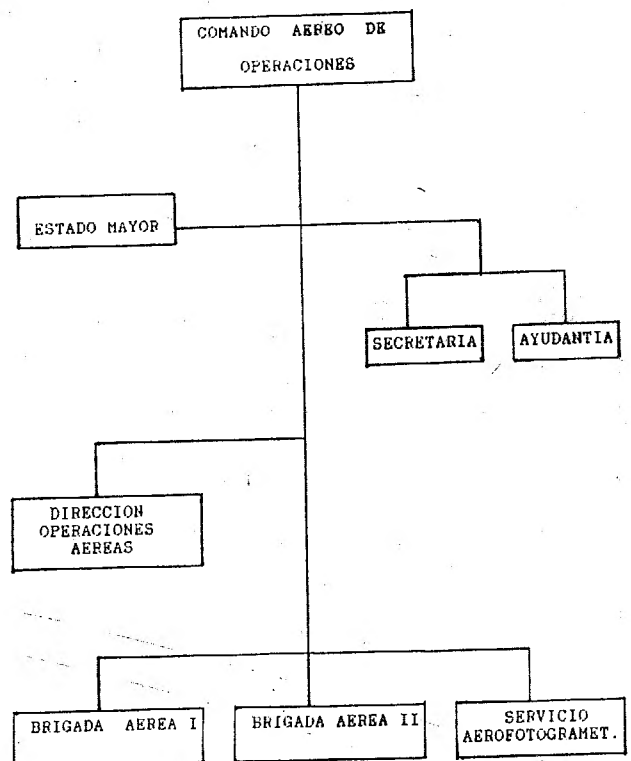 COMANDO AEREO DE
OPERACIONES
ESTADO MAYOR
SECRETARIA
AYUDANTIA
DIRECCION
OPERACIONES
AEREAS
BRIGADA AEREA I
BRIGADA AEREA II
SERVICIO
AEROFOTOGRAMET.